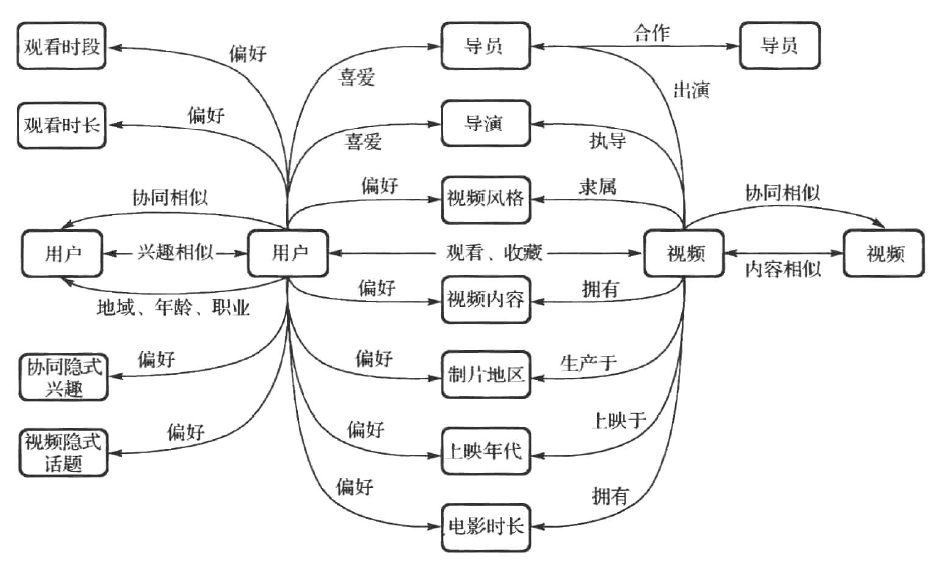 观看时段
偏好
喜爱
导员
合作
导员
出演
观看时长
偏好
喜爱
导演
执导
协同相似
偏好
视频风格
隶属
协同相似
用户
兴趣相似
用户
观看、收藏
视频
内容相似
视频
地域、年龄、职业
偏好
视频内容
拥有
协同隐式
兴趣
偏好
偏好
制片地区
生产于
视频隐式
话题
偏好
偏好
上映年代
上映于
偏好
电影时长
拥有